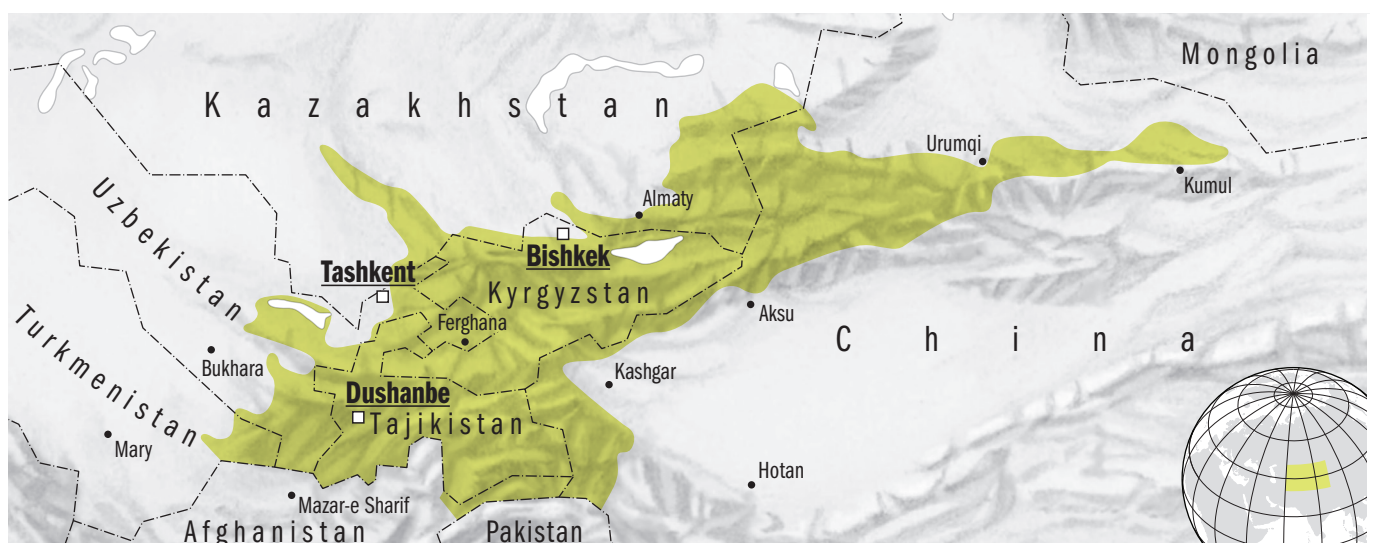 Mongolia
Kazakhstan
Urumqi
Kumul
Almaty
Uzbekistan
Bishkek
Tashkent
Kyrgyzstan
Aksu
Ferghana
China
Turkmenistan
Bukhara
Kashgar
Dushanbe
Tajikistan
Mary
Hotan
Mazar-e Sharif
Afghanistan
Pakistan